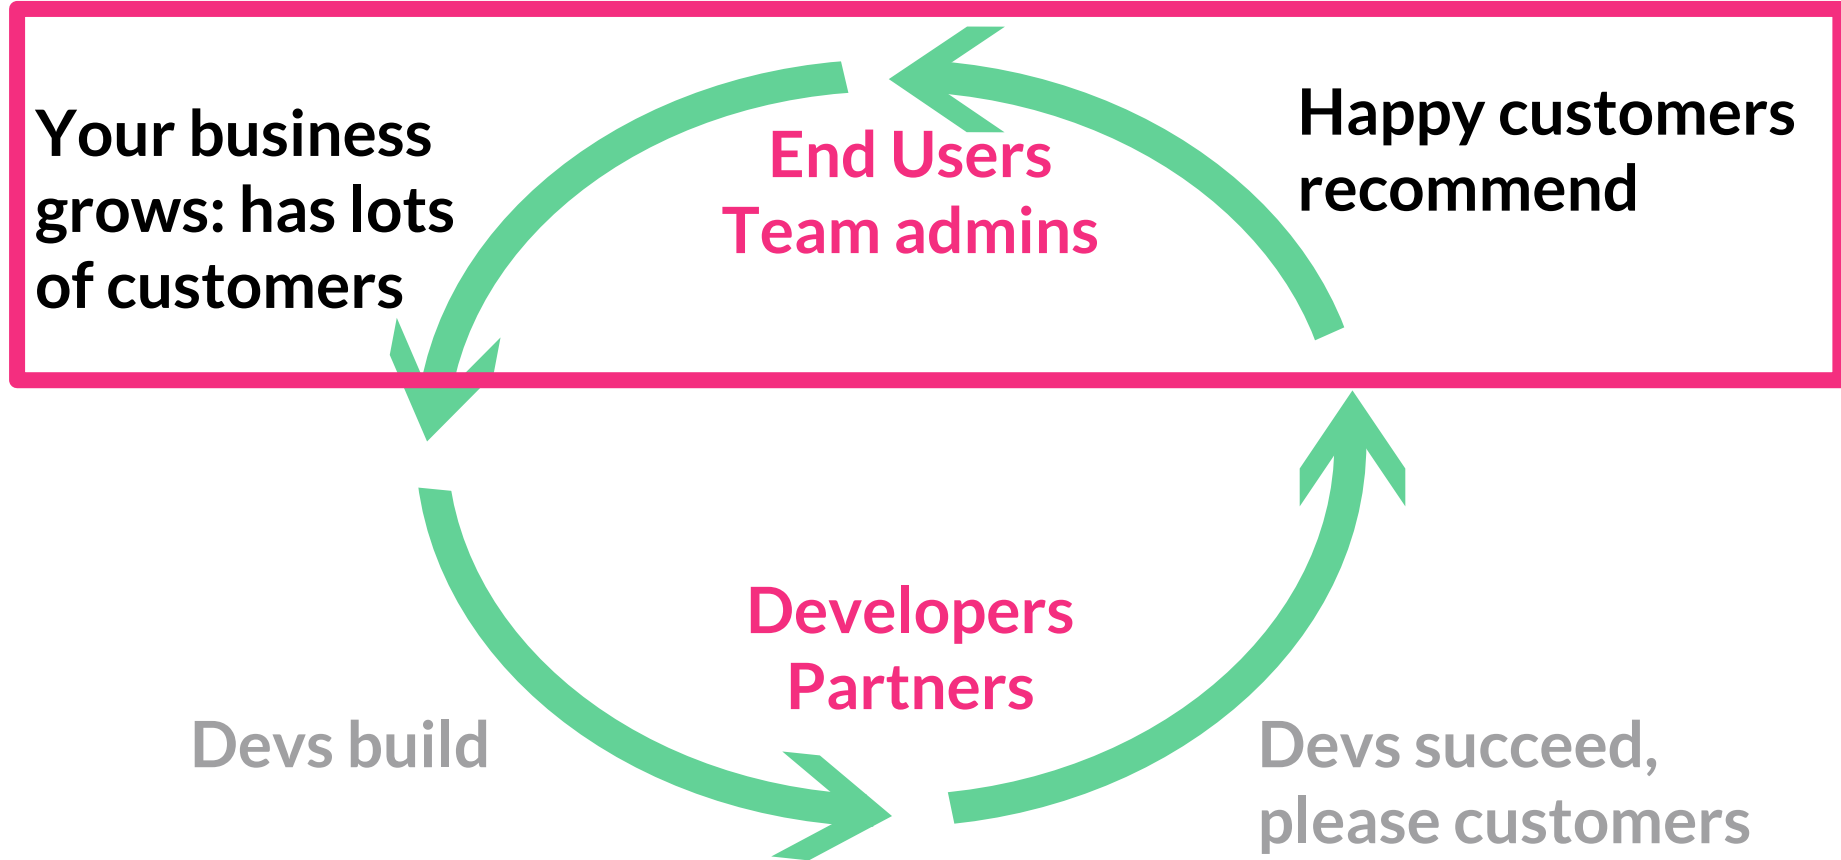 Your business
grows: has lots
of customers
End Users
Team admins
Happy customers
recommend
Developers
Partners
Devs build
Devs succeed,
please customers